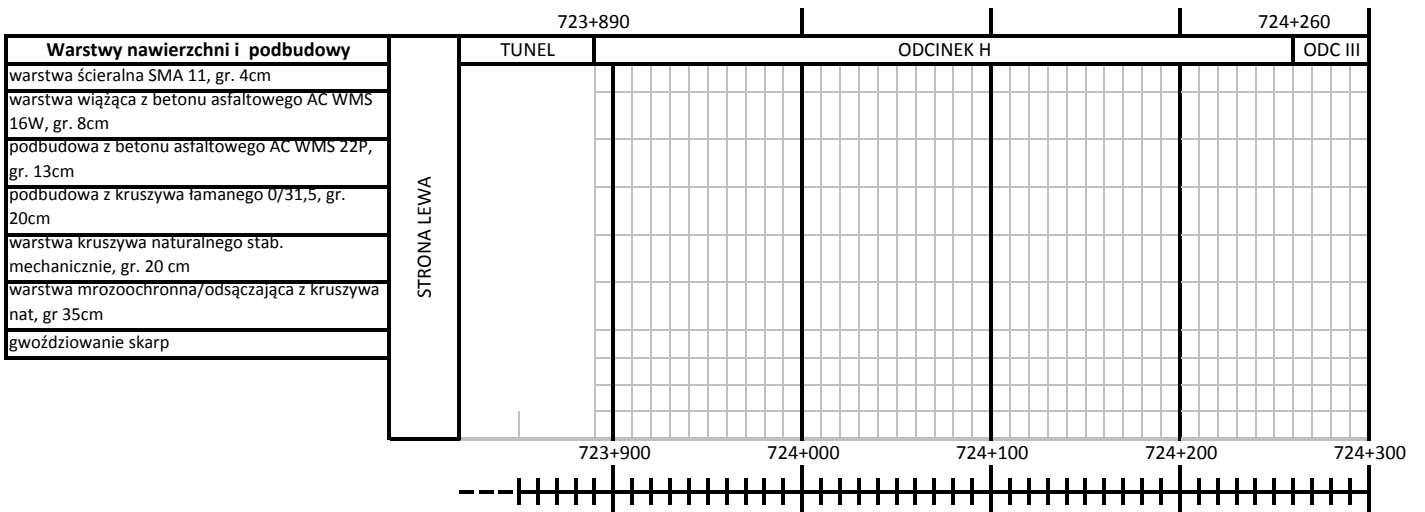 723+890 724+260
Warstwy nawierzchni i podbudowy TUNEL ODCINEK H ODC III
warstwa ścieralna SMA 11, gr. 4cm
warstwa wiążąca z betonu asfaltowego AC WMS
16W, gr. 8cm
podbudowa z betonu asfaltowego AC WMS 22P,
gr. 13cm
podbudowa z kruszywa łamanego 0/31,5, gr.
20cm
warstwa kruszywa naturalnego stab.
mechanicznie, gr. 20 cm
warstwa mrozoochronna/odsączająca z kruszywa
nat, gr 35cm
gwoździowanie skarp
STRONA LEWA
723+900 724+000 724+100 724+200 724+300